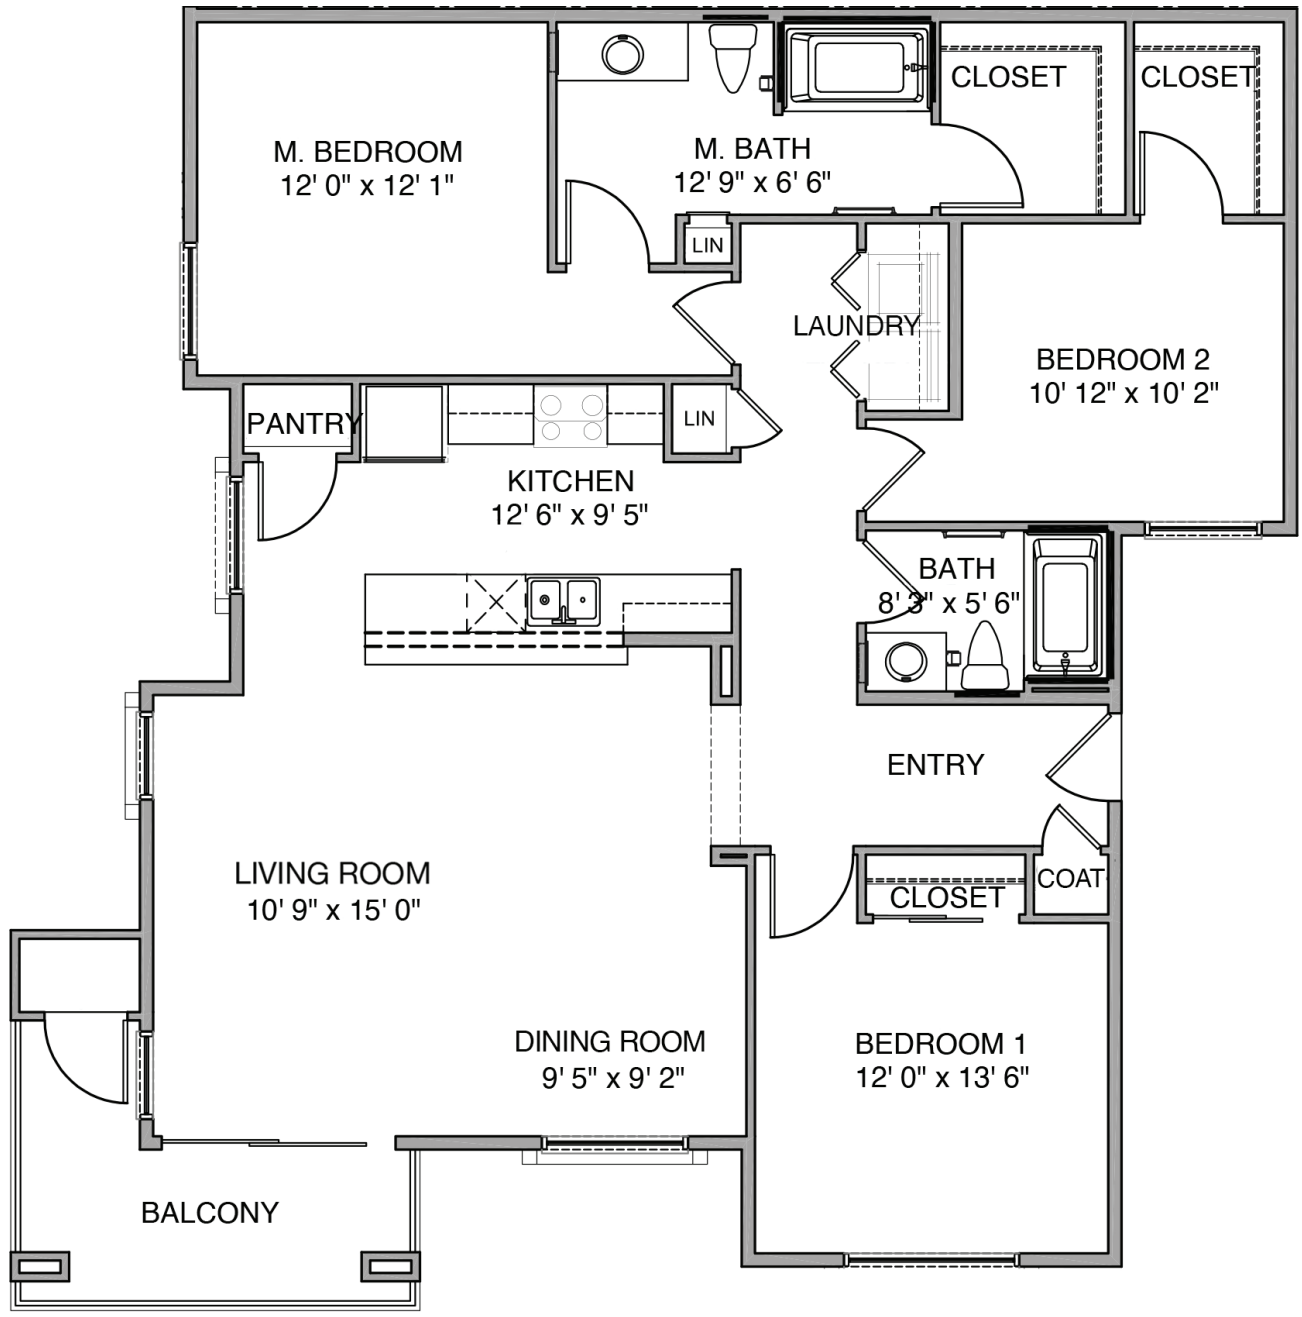 CLOSET
CLOSET
M. BEDROOM
12' 0" x 12' 1"
M. BATH
12' 9" x 6' 6"
LIN
LAUNDRY
BEDROOM 2
10' 12" x 10' 2"
PANTRY
LIN
KITCHEN
12' 6" x 9' 5"
BATH
8' 3" x 5' 6"
ENTRY
LIVING ROOM
10' 9" x 15' 0"
CLOSET
COAT
DINING ROOM
9' 5" x 9' 2"
BEDROOM 1
12' 0" x 13' 6"
BALCONY